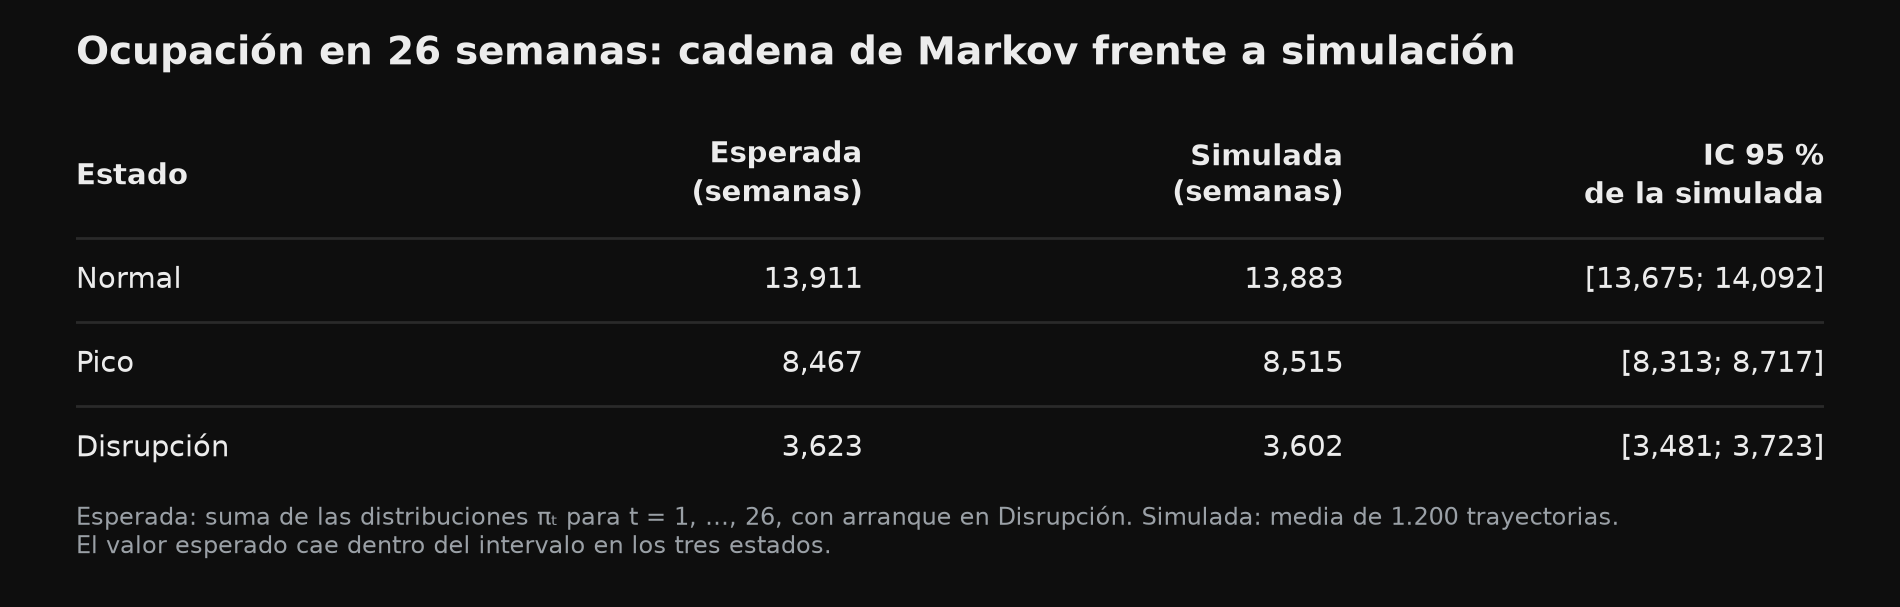 Ocupación en 26 semanas: cadena de Markov frente a simulación
Estado Esperada (semanas) Simulada (semanas) IC 95 % de la simulada
Normal 13,911 13,883 [13,675; 14,092]
Pico 8,467 8,515 [8,313; 8,717]
Disrupción 3,623 3,602 [3,481; 3,723]
Esperada: suma de las distribuciones πₜ para t = 1, …, 26, con arranque en Disrupción. Simulada: media de 1.200 trayectorias.
El valor esperado cae dentro del intervalo en los tres estados.